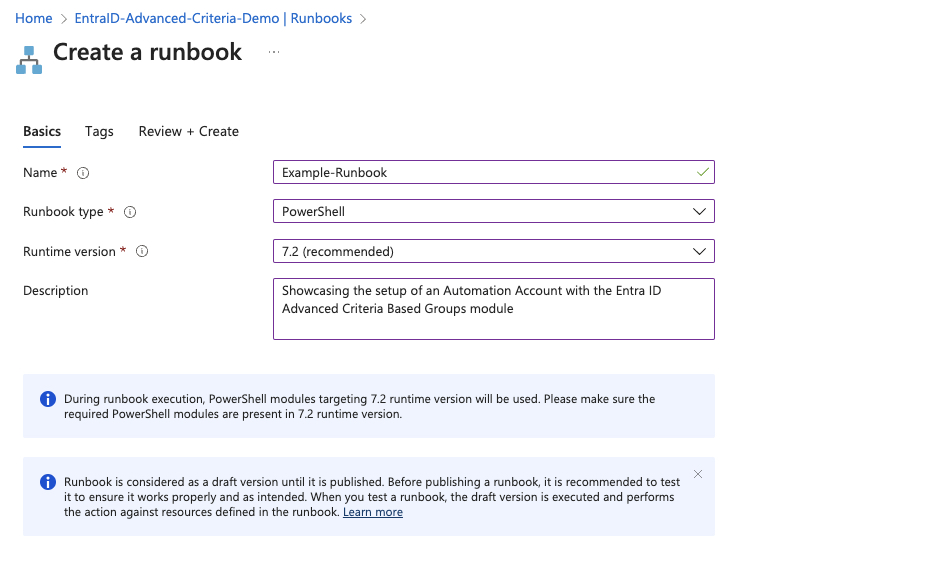 Home > EntraID-Advanced-Criteria-Demo | Runbooks >
Create a runbook ...
Basics Tags Review + Create
Name * Example-Runbook
Runbook type * PowerShell
Runtime version * 7.2 (recommended)
Description Showcasing the setup of an Automation Account with the Entra ID
Advanced Criteria Based Groups module
During runbook execution, PowerShell modules targeting 7.2 runtime version will be used. Please make sure the
required PowerShell modules are present in 7.2 runtime version.
Runbook is considered as a draft version until it is published. Before publishing a runbook, it is recommended to test
it to ensure it works properly and as intended. When you test a runbook, the draft version is executed and performs
the action against resources defined in the runbook. Learn more